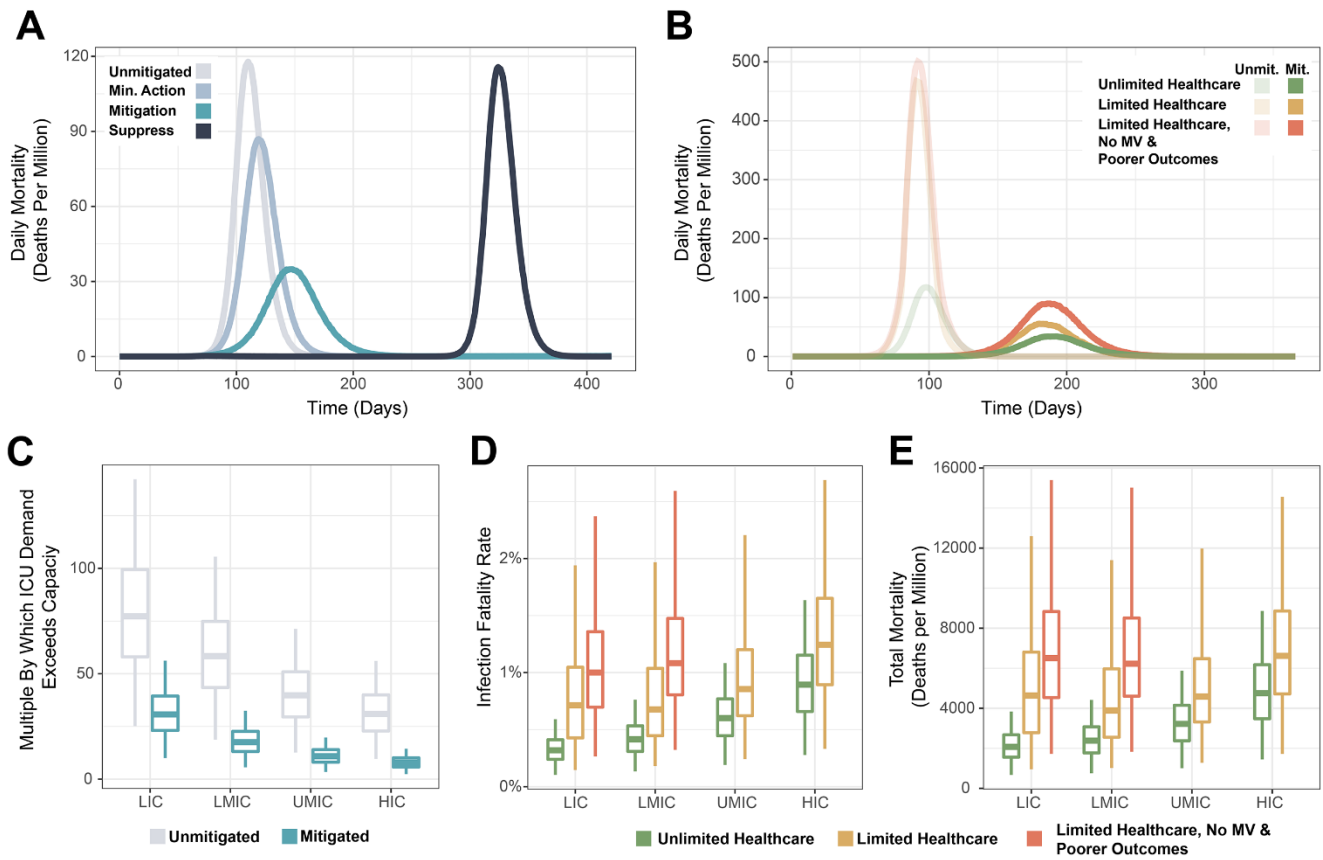 A
Daily Mortality
(Deaths Per Million)
120
90
60
30
0
Unmitigated
Min. Action
Mitigation
Suppress
0 100 200 300 400
Time (Days)
B
Daily Mortality
(Deaths Per Million)
500
400
300
200
100
0
Unmit. Mit.
Unlimited Healthcare
Limited Healthcare
Limited Healthcare,
No MV &
Poorer Outcomes
0 100 200 300
Time (Days)
C
Multiple By Which ICU Demand
Exceeds Capaciy
100
50
0
LIC LMIC UMIC HIC
Unmitigated Mitigated
D
Infection Fatality Rate
2%
1%
0%
LIC LMIC UMIC HIC
E
Total Mortality
(Deaths per Million)
16000
12000
8000
4000
0
LIC LMIC UMIC HIC
Unlimited Healthcare Limited Healthcare Limited Healthcare, No MV &
Poorer Outcomes